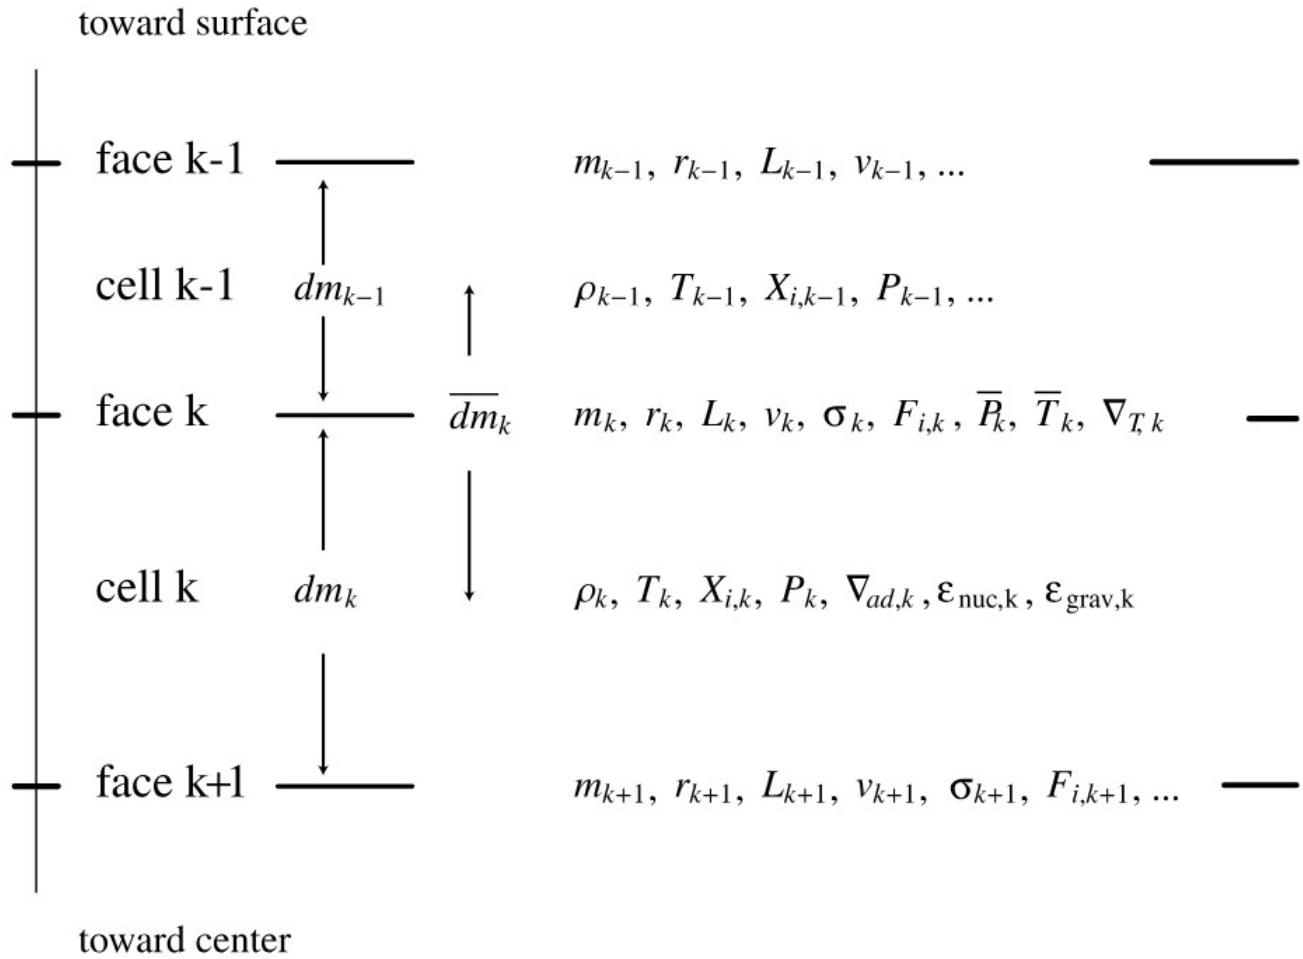 toward surface
face k-1 m_{k−1}, r_{k−1}, L_{k−1}, v_{k−1}, ...
cell k-1 dm_{k−1} ρ_{k−1}, T_{k−1}, X_{i,k−1}, P_{k−1}, ...
face k \overline{dm}_k m_k, r_k, L_k, v_k, σ_k, F_{i,k}, \overline{P}_k, \overline{T}_k, ∇_{T,k}
cell k dm_k ρ_k, T_k, X_{i,k}, P_k, ∇_{ad,k}, ε_{nuc,k}, ε_{grav,k}
face k+1 m_{k+1}, r_{k+1}, L_{k+1}, v_{k+1}, σ_{k+1}, F_{i,k+1}, ...
toward center